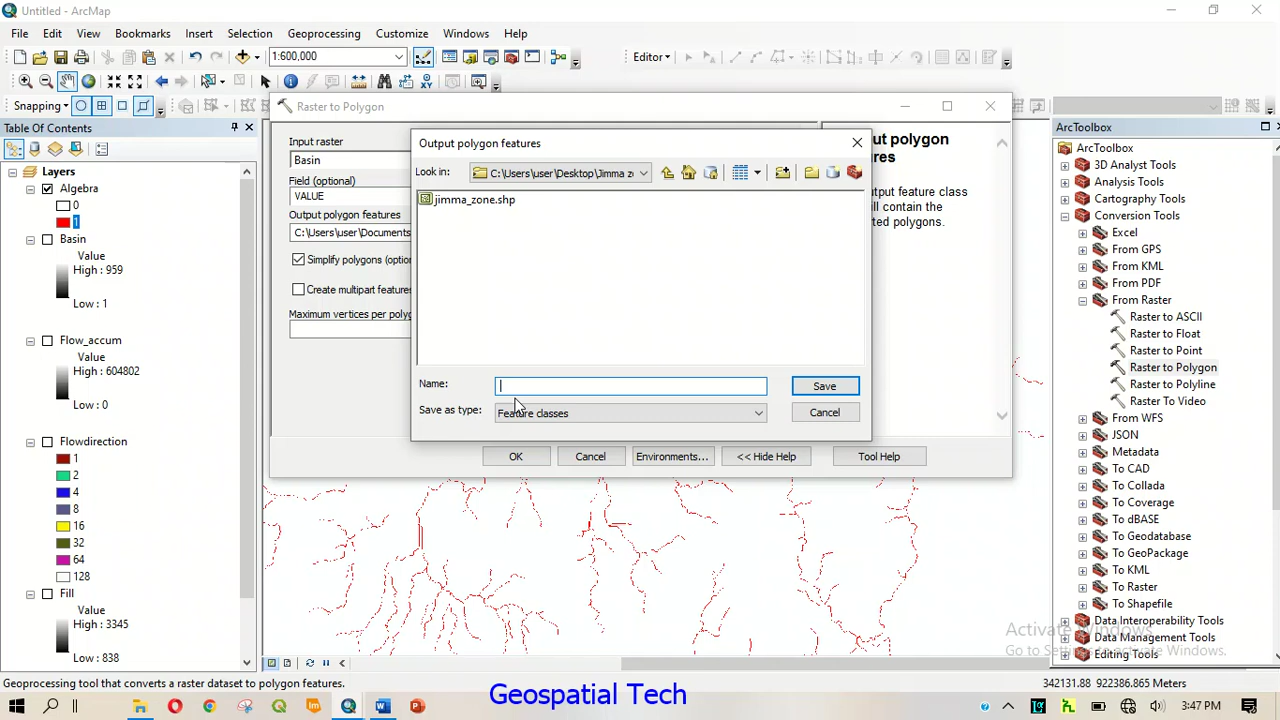 Untitled - ArcMap
File Edit View Bookmarks Insert Selection Geoprocessing Customize Windows Help
1:600,000
Editor
Snapping
Table Of Contents
Layers
Algebra
0
1
Basin
Value
High : 959
Low : 1
Flow_accum
Value
High : 604802
Low : 0
Flowdirection
1
2
4
8
16
32
64
128
Fill
Value
High : 3345
Low : 838
Raster to Polygon
Input raster
Basin
Field (optional)
VALUE
Output polygon features
C:\Users\user\Documents
Simplify polygons (option
Create multipart feature
Maximum vertices per polyg
OK
Cancel
Environments...
<< Hide Help
Tool Help
Output polygon features
Look in:
C:\Users\user\Desktop\Jimma z
jimma_zone.shp
Name:
Save
Save as type:
Feature classes
Cancel
put polygon
tures
utput feature class
will contain the
ted polygons.
ArcToolbox
ArcToolbox
3D Analyst Tools
Analysis Tools
Cartography Tools
Conversion Tools
Excel
From GPS
From KML
From PDF
From Raster
Raster to ASCII
Raster to Float
Raster to Point
Raster to Polygon
Raster to Polyline
Raster To Video
From WFS
JSON
Metadata
To CAD
To Collada
To Coverage
To dBASE
To Geodatabase
To GeoPackage
To KML
To Raster
To Shapefile
Data Interoperability Tools
Data Management Tools
Editing Tools
Activate Windows
Go to Settings to activate Windows.
Geoprocessing tool that converts a raster dataset to polygon features.
342131.88 922386.865 Meters
Geospatial Tech
3:47 PM